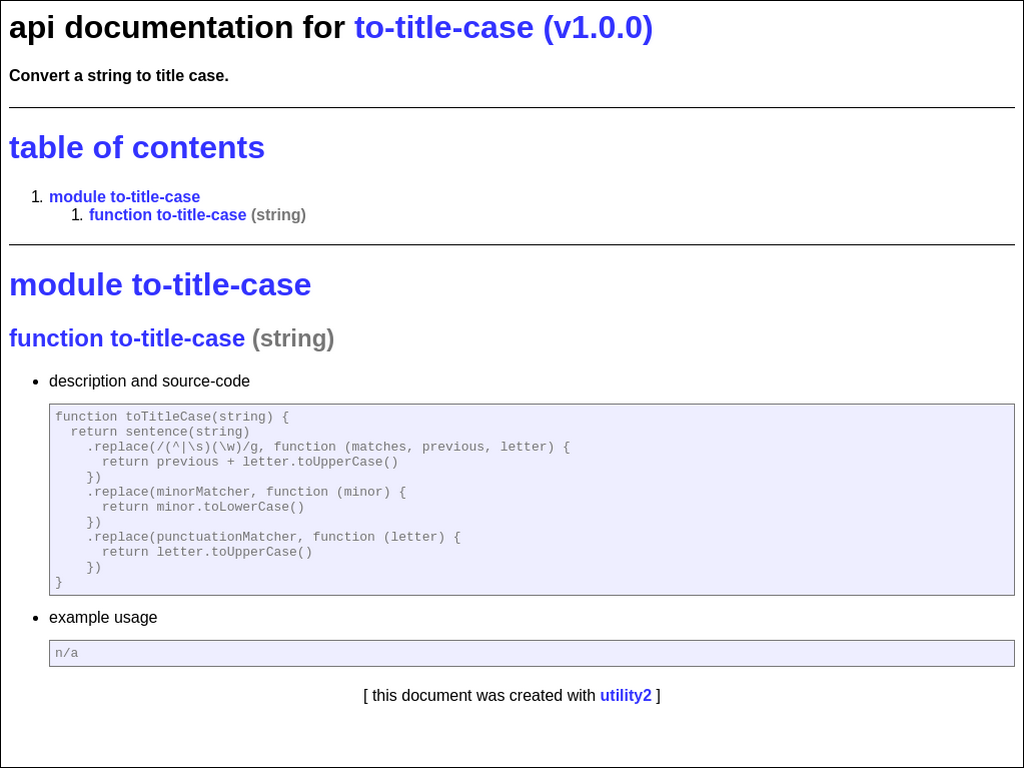 api documentation for to-title-case (v1.0.0)
Convert a string to title case.
table of contents
1. module to-title-case
1. function to-title-case (string)
module to-title-case
function to-title-case (string)
• description and source-code
function toTitleCase(string) {
  return sentence(string)
    .replace(/(^|\s)(\w)/g, function (matches, previous, letter) {
      return previous + letter.toUpperCase()
    })
    .replace(minorMatcher, function (minor) {
      return minor.toLowerCase()
    })
    .replace(punctuationMatcher, function (letter) {
      return letter.toUpperCase()
    })
}
• example usage
n/a
[ this document was created with utility2 ]